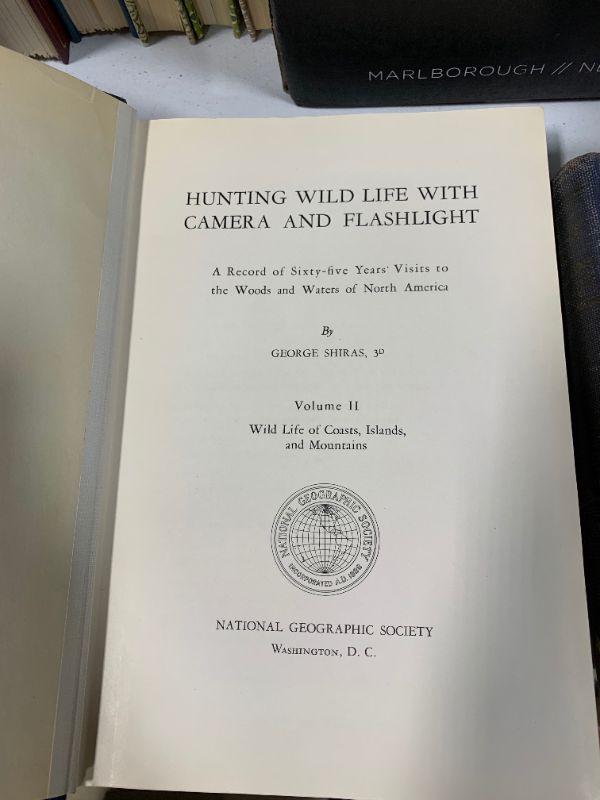 MARLBOROUGH // NE
HUNTING WILD LIFE WITH
CAMERA AND FLASHLIGHT
A Record of Sixty-five Years' Visits to
the Woods and Waters of North America
By
GEORGE SHIRAS, 3D
Volume II
Wild Life of Coasts, Islands,
and Mountains
NATIONAL GEOGRAPHIC SOCIETY
INCORPORATED A.D. 1888
NATIONAL GEOGRAPHIC SOCIETY
WASHINGTON, D. C.